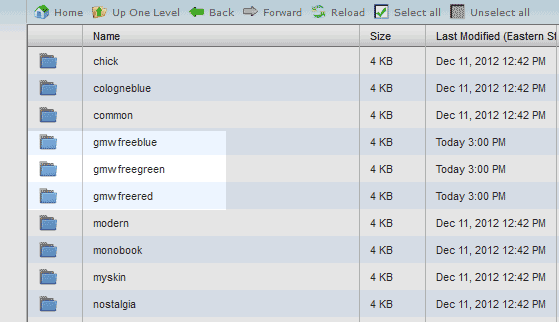 Home Up One Level Back Forward Reload Select all Unselect all
Name Size Last Modified (Eastern St
chick 4 KB Dec 11, 2012 12:42 PM
cologneblue 4 KB Dec 11, 2012 12:42 PM
common 4 KB Dec 11, 2012 12:42 PM
gmwfreeblue 4 KB Today 3:00 PM
gmwfreegreen 4 KB Today 3:00 PM
gmwfreered 4 KB Today 3:00 PM
modern 4 KB Dec 11, 2012 12:42 PM
monobook 4 KB Dec 11, 2012 12:42 PM
myskin 4 KB Dec 11, 2012 12:42 PM
nostalgia 4 KB Dec 11, 2012 12:42 PM